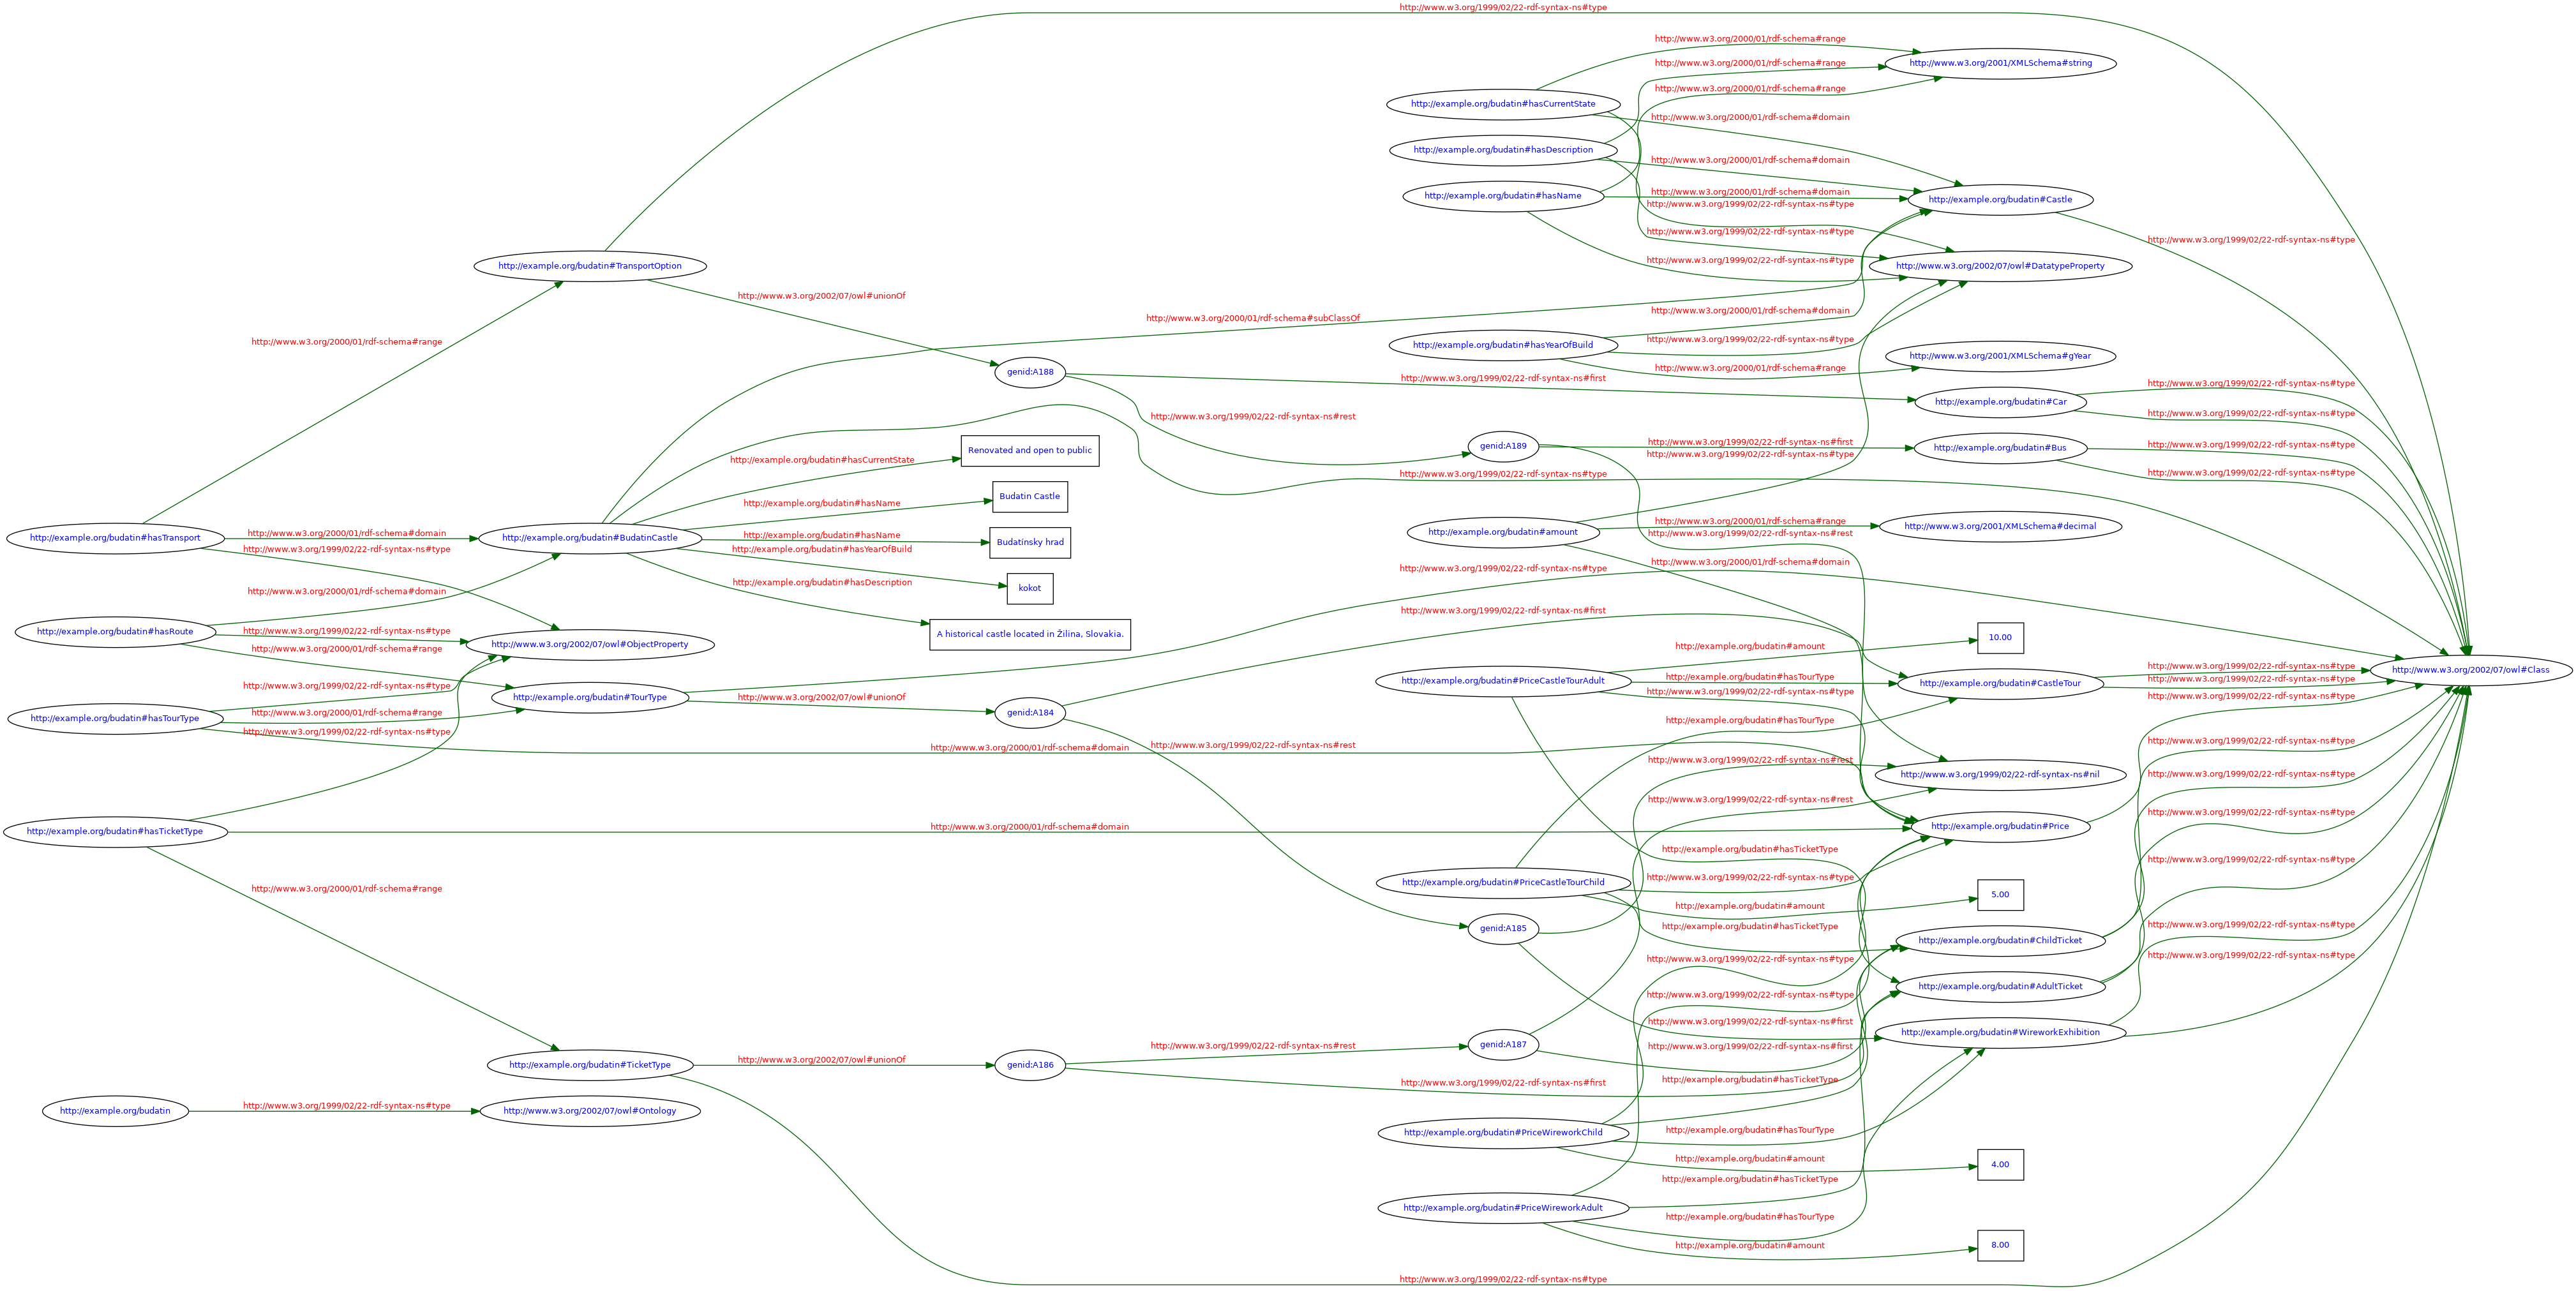 http://www.w3.org/1999/02/22-rdf-syntax-ns#type
http://www.w3.org/2000/01/rdf-schema#range
http://www.w3.org/2001/XMLSchema#string
http://www.w3.org/2000/01/rdf-schema#range
http://www.w3.org/2000/01/rdf-schema#range
http://example.org/budatin#hasCurrentState
http://www.w3.org/2000/01/rdf-schema#domain
http://example.org/budatin#hasDescription
http://www.w3.org/2000/01/rdf-schema#domain
http://www.w3.org/2000/01/rdf-schema#domain
http://example.org/budatin#hasName
http://example.org/budatin#Castle
http://www.w3.org/1999/02/22-rdf-syntax-ns#type
http://www.w3.org/1999/02/22-rdf-syntax-ns#type
http://www.w3.org/1999/02/22-rdf-syntax-ns#type
http://www.w3.org/1999/02/22-rdf-syntax-ns#type
http://example.org/budatin#TransportOption
http://www.w3.org/2002/07/owl#DatatypeProperty
http://www.w3.org/2002/07/owl#unionOf
http://www.w3.org/2000/01/rdf-schema#domain
http://www.w3.org/2000/01/rdf-schema#subClassOf
http://www.w3.org/1999/02/22-rdf-syntax-ns#type
http://www.w3.org/2000/01/rdf-schema#range
http://example.org/budatin#hasYearOfBuild
http://www.w3.org/2001/XMLSchema#gYear
http://www.w3.org/2000/01/rdf-schema#range
genid:A188
http://www.w3.org/1999/02/22-rdf-syntax-ns#first
http://www.w3.org/1999/02/22-rdf-syntax-ns#type
http://example.org/budatin#Car
http://www.w3.org/1999/02/22-rdf-syntax-ns#type
http://www.w3.org/1999/02/22-rdf-syntax-ns#rest
http://www.w3.org/1999/02/22-rdf-syntax-ns#first
http://www.w3.org/1999/02/22-rdf-syntax-ns#type
genid:A189
http://example.org/budatin#Bus
Renovated and open to public
http://www.w3.org/1999/02/22-rdf-syntax-ns#type
http://example.org/budatin#hasCurrentState
http://www.w3.org/1999/02/22-rdf-syntax-ns#type
http://www.w3.org/1999/02/22-rdf-syntax-ns#type
Budatin Castle
http://example.org/budatin#hasName
http://www.w3.org/2000/01/rdf-schema#range
http://www.w3.org/2001/XMLSchema#decimal
http://example.org/budatin#amount
http://www.w3.org/1999/02/22-rdf-syntax-ns#rest
http://www.w3.org/2000/01/rdf-schema#domain
http://example.org/budatin#hasName
http://example.org/budatin#hasTransport
http://example.org/budatin#BudatinCastle
Budatínsky hrad
http://www.w3.org/1999/02/22-rdf-syntax-ns#type
http://example.org/budatin#hasYearOfBuild
http://www.w3.org/2000/01/rdf-schema#domain
http://www.w3.org/1999/02/22-rdf-syntax-ns#type
http://example.org/budatin#hasDescription
kokot
http://www.w3.org/2000/01/rdf-schema#domain
http://www.w3.org/1999/02/22-rdf-syntax-ns#first
http://example.org/budatin#hasRoute
http://www.w3.org/1999/02/22-rdf-syntax-ns#type
A historical castle located in Žilina, Slovakia.
10.00
http://www.w3.org/2002/07/owl#ObjectProperty
http://example.org/budatin#amount
http://www.w3.org/2000/01/rdf-schema#range
http://www.w3.org/1999/02/22-rdf-syntax-ns#type
http://www.w3.org/2002/07/owl#Class
http://example.org/budatin#PriceCastleTourAdult
http://example.org/budatin#hasTourType
http://example.org/budatin#CastleTour
http://www.w3.org/1999/02/22-rdf-syntax-ns#type
http://www.w3.org/1999/02/22-rdf-syntax-ns#type
http://www.w3.org/1999/02/22-rdf-syntax-ns#type
http://www.w3.org/1999/02/22-rdf-syntax-ns#type
http://example.org/budatin#TourType
http://www.w3.org/2002/07/owl#unionOf
http://www.w3.org/2000/01/rdf-schema#range
genid:A184
http://example.org/budatin#hasTourType
http://example.org/budatin#hasTourType
http://www.w3.org/1999/02/22-rdf-syntax-ns#type
http://www.w3.org/2000/01/rdf-schema#domain
http://www.w3.org/1999/02/22-rdf-syntax-ns#rest
http://www.w3.org/1999/02/22-rdf-syntax-ns#type
http://www.w3.org/1999/02/22-rdf-syntax-ns#rest
http://www.w3.org/1999/02/22-rdf-syntax-ns#nil
http://www.w3.org/1999/02/22-rdf-syntax-ns#type
http://www.w3.org/1999/02/22-rdf-syntax-ns#rest
http://www.w3.org/1999/02/22-rdf-syntax-ns#type
http://example.org/budatin#hasTicketType
http://www.w3.org/2000/01/rdf-schema#domain
http://example.org/budatin#Price
http://example.org/budatin#hasTicketType
http://www.w3.org/1999/02/22-rdf-syntax-ns#type
http://www.w3.org/2000/01/rdf-schema#range
http://example.org/budatin#PriceCastleTourChild
http://www.w3.org/1999/02/22-rdf-syntax-ns#type
5.00
http://example.org/budatin#amount
http://example.org/budatin#hasTicketType
http://www.w3.org/1999/02/22-rdf-syntax-ns#type
genid:A185
http://example.org/budatin#ChildTicket
http://www.w3.org/1999/02/22-rdf-syntax-ns#type
http://www.w3.org/1999/02/22-rdf-syntax-ns#type
http://example.org/budatin#AdultTicket
http://www.w3.org/1999/02/22-rdf-syntax-ns#type
http://www.w3.org/1999/02/22-rdf-syntax-ns#first
http://example.org/budatin#WireworkExhibition
http://www.w3.org/1999/02/22-rdf-syntax-ns#rest
genid:A187
http://www.w3.org/1999/02/22-rdf-syntax-ns#first
http://example.org/budatin#TicketType
http://www.w3.org/2002/07/owl#unionOf
genid:A186
http://www.w3.org/1999/02/22-rdf-syntax-ns#first
http://example.org/budatin#hasTicketType
http://example.org/budatin
http://www.w3.org/1999/02/22-rdf-syntax-ns#type
http://www.w3.org/2002/07/owl#Ontology
http://example.org/budatin#PriceWireworkChild
http://example.org/budatin#hasTourType
http://example.org/budatin#amount
4.00
http://example.org/budatin#hasTicketType
http://example.org/budatin#PriceWireworkAdult
http://example.org/budatin#hasTourType
http://example.org/budatin#amount
8.00
http://www.w3.org/1999/02/22-rdf-syntax-ns#type